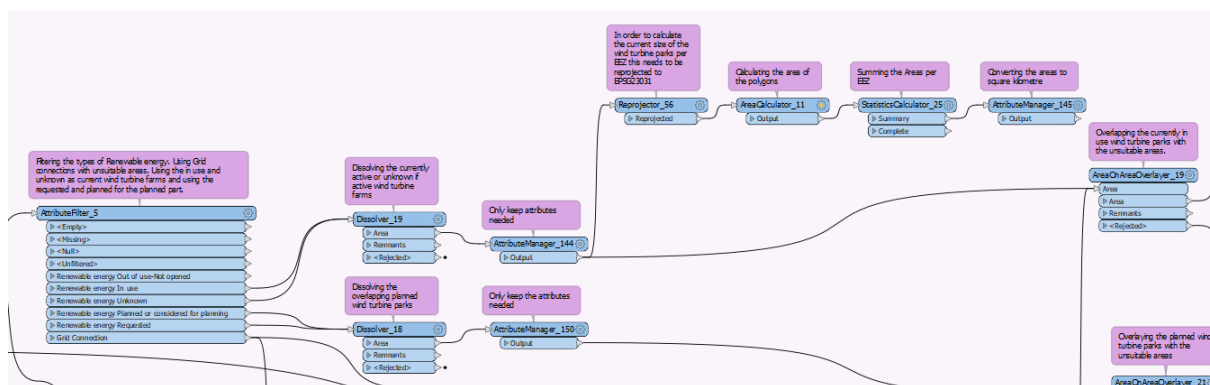 In order to calculate
the current size of the
wind turbine parks per
EEZ this needs to be
reprojected to
EPSG23031
Calculating the area of
the polygons
Summing the Areas per
EEZ
Converting the areas to
square kilometre
Reprojector_56
Reprojected
AreaCalculator_11
Output
StatisticsCalculator_25
Summary
Complete
AttributeManager_145
Output
Overlapping the currently in
use wind turbine parks with
the unsuitable areas.
AreaOnAreaOverlayer_19
Area
Area
Remnants
<Rejected>
Filtering the types of Renewable energy. Using Grid
connections with unsuitable areas. Using the in use and
unknown as current wind turbine farms and using the
requested and planned for the planned part.
AttributeFilter_5
<Empty>
<Missing>
<Null>
<Unfiltered>
Renewable energy Out of use-Not opened
Renewable energy In use
Renewable energy Unknown
Renewable energy Planned or considered for planning
Renewable energy Requested
Grid Connection
Dissolving the currently
active or unknown if
active wind turbine
farms
Dissolver_19
Area
Remnants
<Rejected>
Only keep attributes
needed
AttributeManager_144
Output
Dissolving the
overlapping planned
wind turbine parks
Dissolver_18
Area
Remnants
<Rejected>
Only keep the attributes
needed
AttributeManager_150
Output
Overlaying the planned wind
turbine parks with the
unsuitable areas
AreaOnAreaOverlayer_21